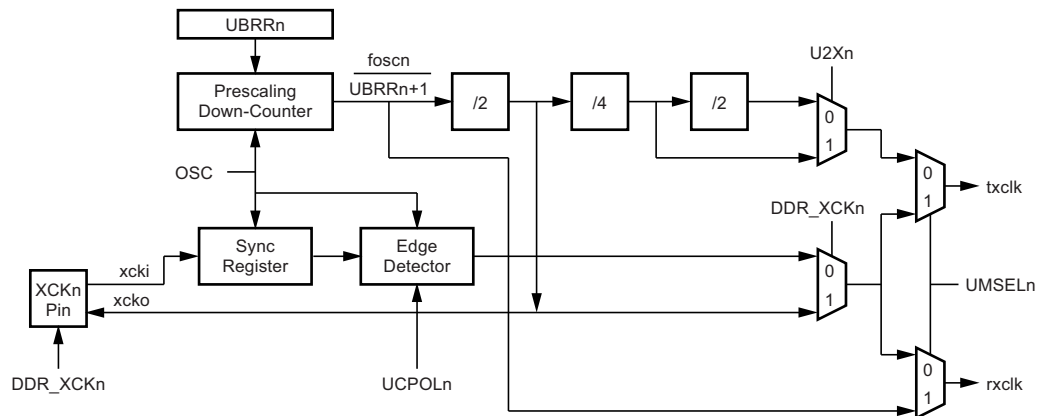 UBRRn
foscn
UBRRn+1
U2Xn
Prescaling
Down-Counter
/2
/4
/2
0
1
OSC
0
1
txclk
DDR_XCKn
xcki
Sync
Register
Edge
Detector
0
1
XCKn
Pin
xcko
UMSELn
DDR_XCKn
UCPOLn
0
1
rxclk